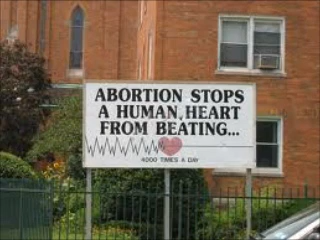 ABORTION STOPS
A HUMAN HEART
FROM BEATING...
4000 TIMES A DAY